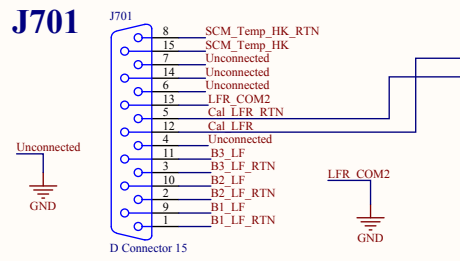 J701
J701
8 SCM_Temp_HK_RTN
15 SCM_Temp_HK
7 Unconnected
14 Unconnected
6 Unconnected
13 LFR_COM2
5 Cal_LFR_RTN
12 Cal_LFR
4 Unconnected
11 B3_LF
3 B3_LF_RTN
10 B2_LF
2 B2_LF_RTN
9 B1_LF
1 B1_LF_RTN
D Connector 15
Unconnected
GND
LFR_COM2
GND